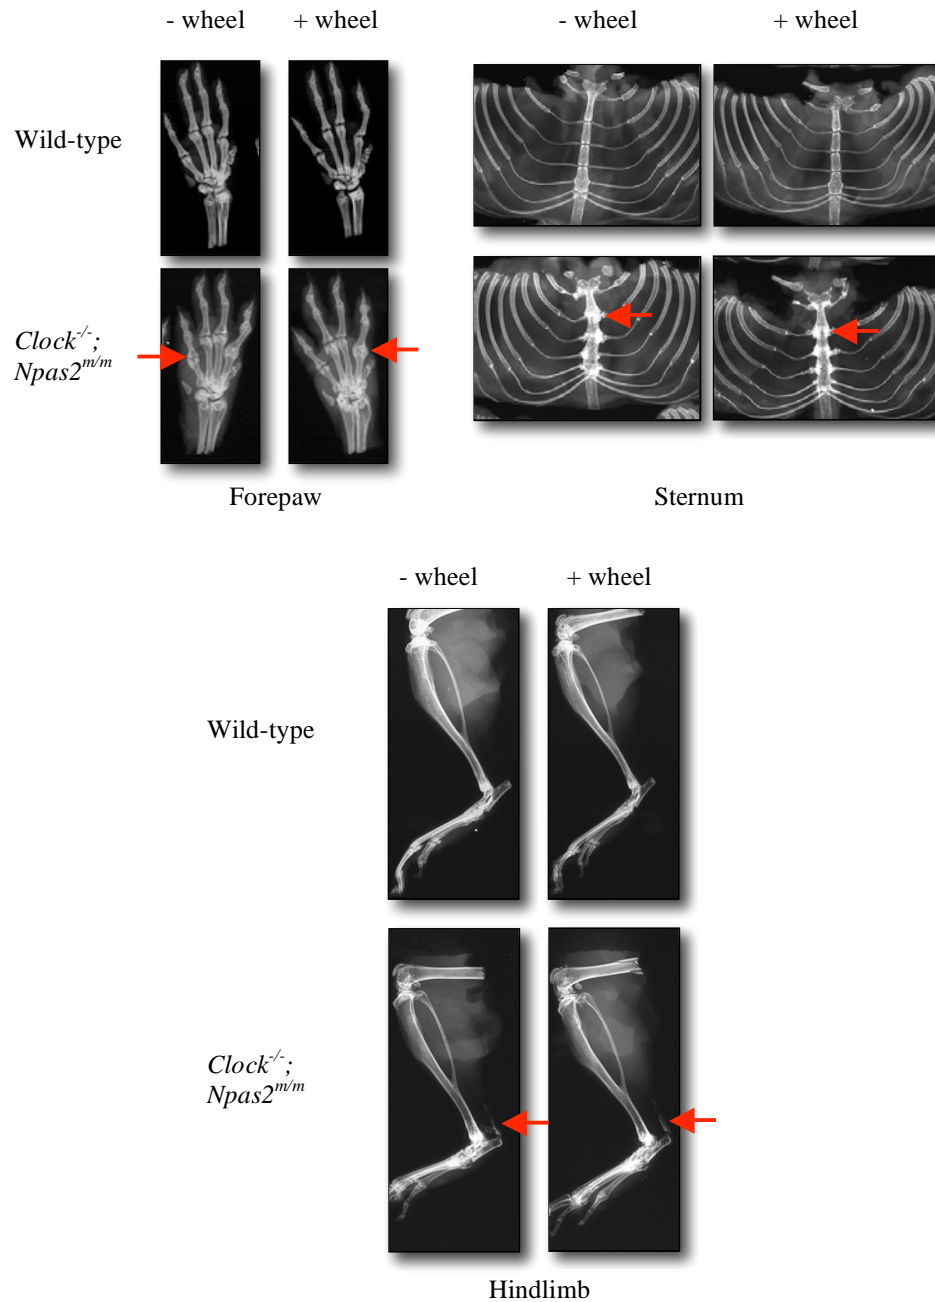 - wheel + wheel - wheel + wheel
Wild-type
Clock-/-;
Npas2m/m
Forepaw Sternum
- wheel + wheel
Wild-type
Clock-/-;
Npas2m/m
Hindlimb